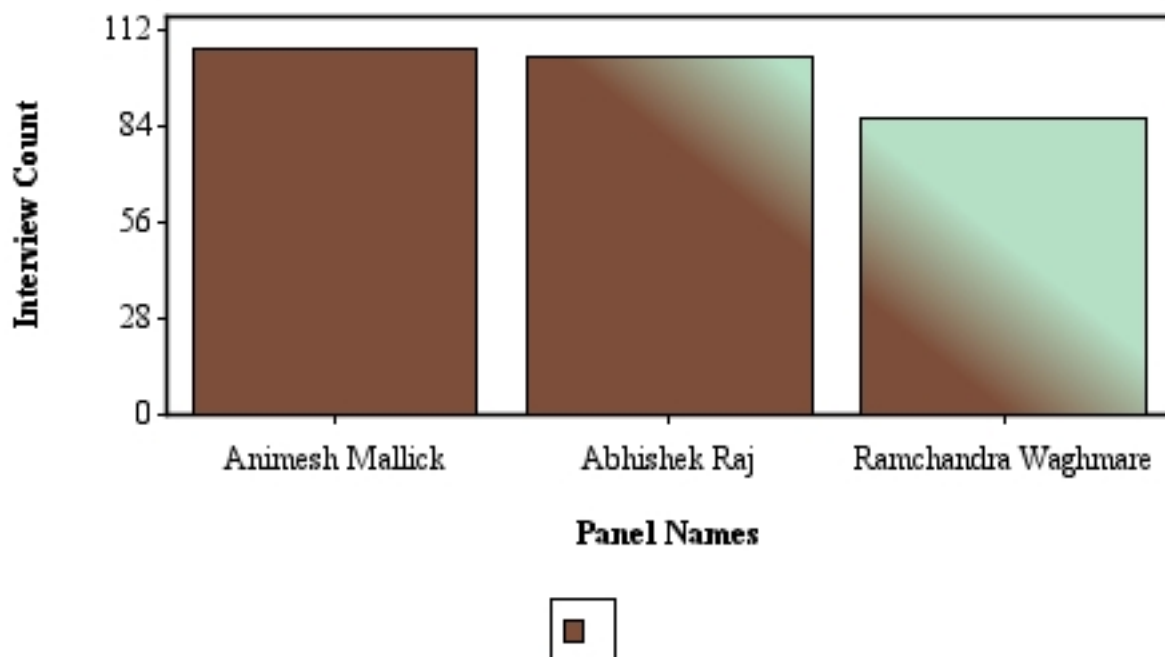 112
84
56
28
0
Interview Count
Animesh Mallick
Abhishek Raj
Ramchandra Waghmare
Panel Names